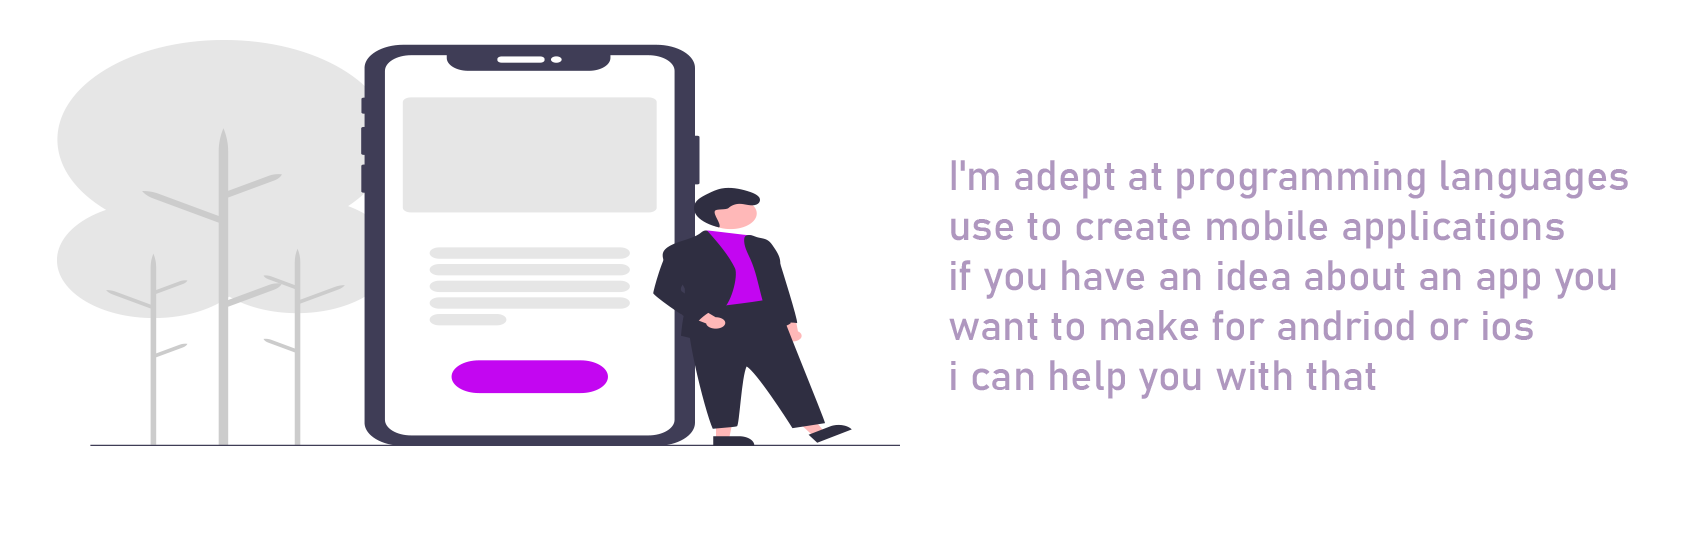 I'm adept at programming languages
use to create mobile applications
if you have an idea about an app you
want to make for andriod or ios
i can help you with that